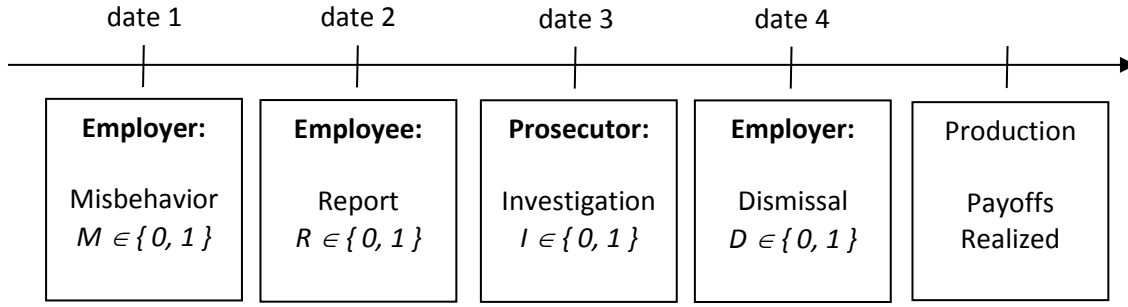 date 1 date 2 date 3 date 4
Employer: Employee: Prosecutor: Employer: Production
Misbehavior Report Investigation Dismissal Payoffs
M ∈ { 0, 1 } R ∈ { 0, 1 } I ∈ { 0, 1 } D ∈ { 0, 1 } Realized